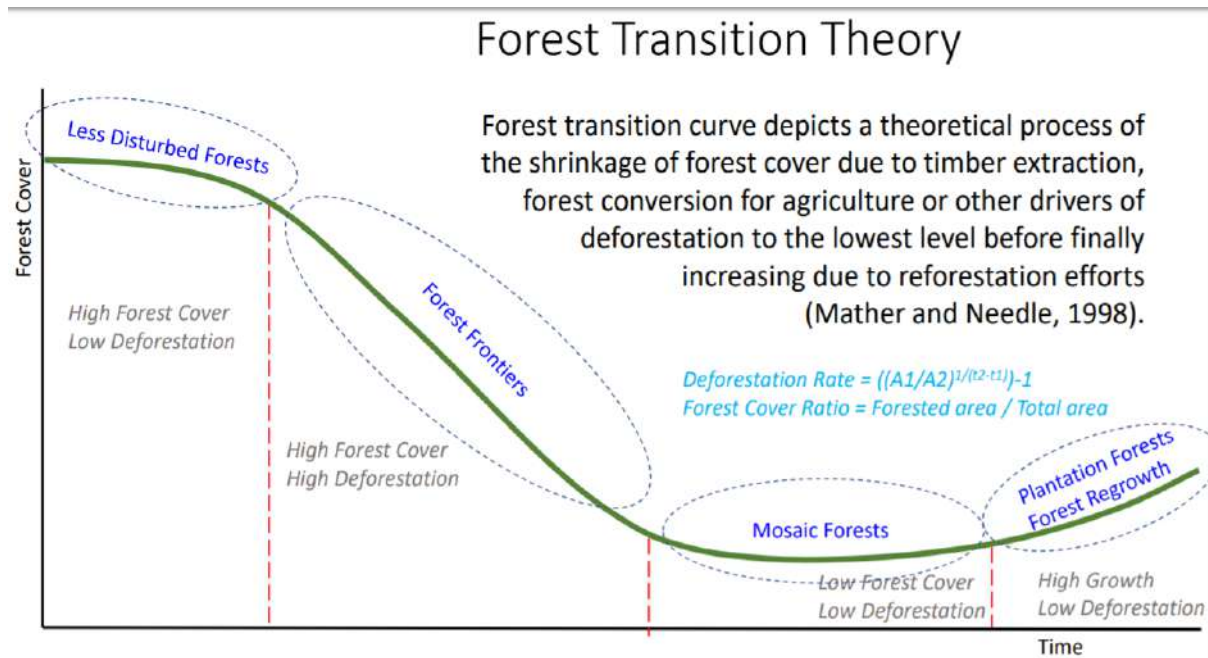 Forest Transition Theory
Forest transition curve depicts a theoretical process of
the shrinkage of forest cover due to timber extraction,
forest conversion for agriculture or other drivers of
deforestation to the lowest level before finally
increasing due to reforestation efforts
(Mather and Needle, 1998).
Deforestation Rate = ((A1/A2)^1/(t2-t1))-1
Forest Cover Ratio = Forested area / Total area
Forest Cover
Less Disturbed Forests
High Forest Cover
Low Deforestation
Forest Frontiers
High Forest Cover
High Deforestation
Mosaic Forests
Low Forest Cover
Low Deforestation
Plantation Forests
Forest Regrowth
High Growth
Low Deforestation
Time